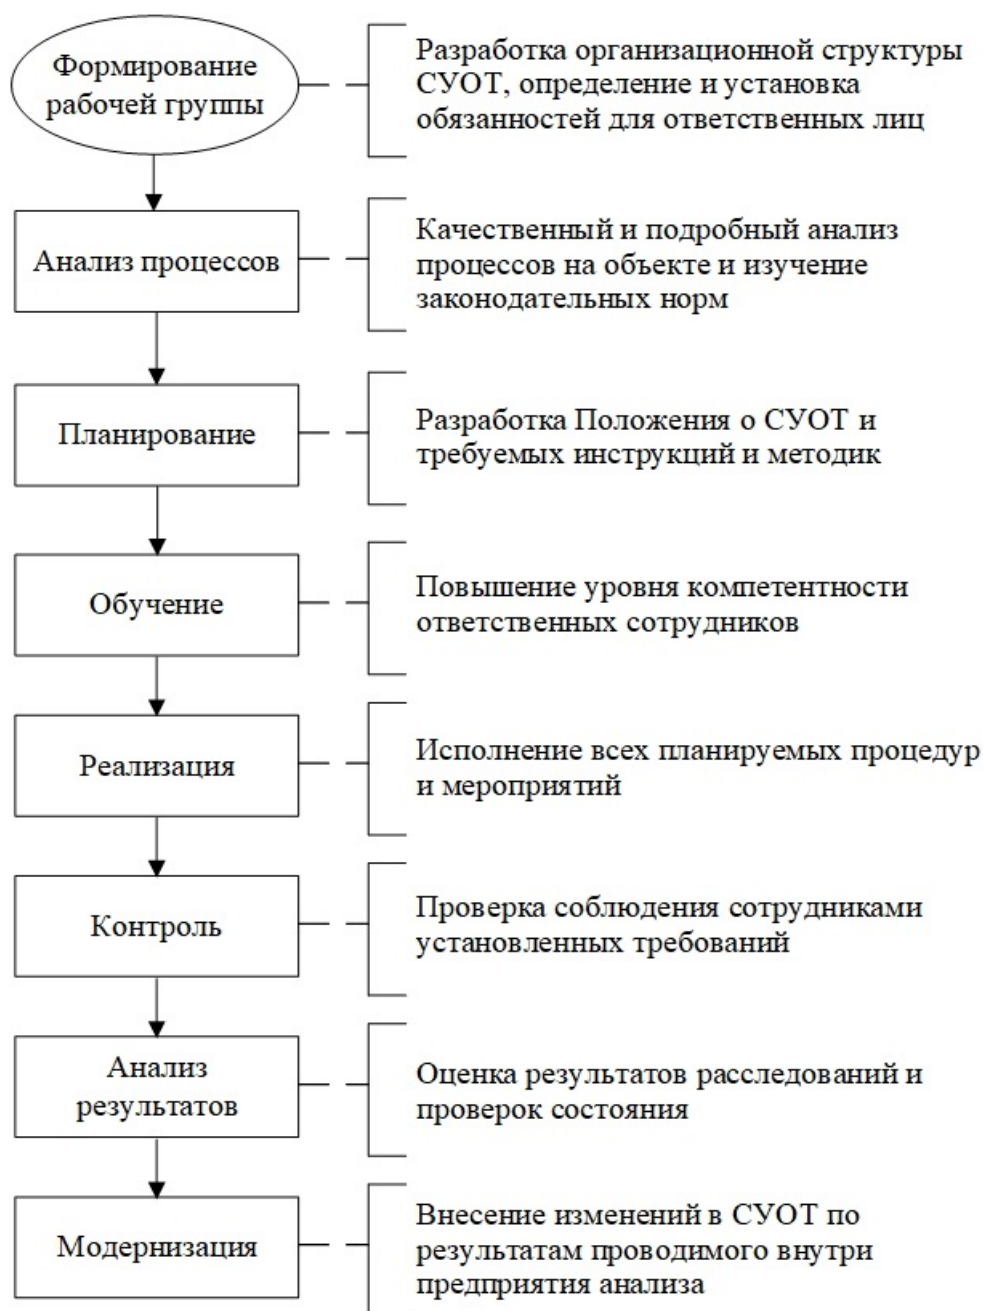 Формирование
рабочей группы
Разработка организационной структуры
СУОТ, определение и установка
обязанностей для ответственных лиц
Анализ процессов
Качественный и подробный анализ
процессов на объекте и изучение
законодательных норм
Планирование
Разработка Положения о СУОТ и
требуемых инструкций и методик
Обучение
Повышение уровня компетентности
ответственных сотрудников
Реализация
Исполнение всех планируемых процедур
и мероприятий
Контроль
Проверка соблюдения сотрудниками
установленных требований
Анализ
результатов
Оценка результатов расследований и
проверок состояния
Модернизация
Внесение изменений в СУОТ по
результатам проводимого внутри
предприятия анализа